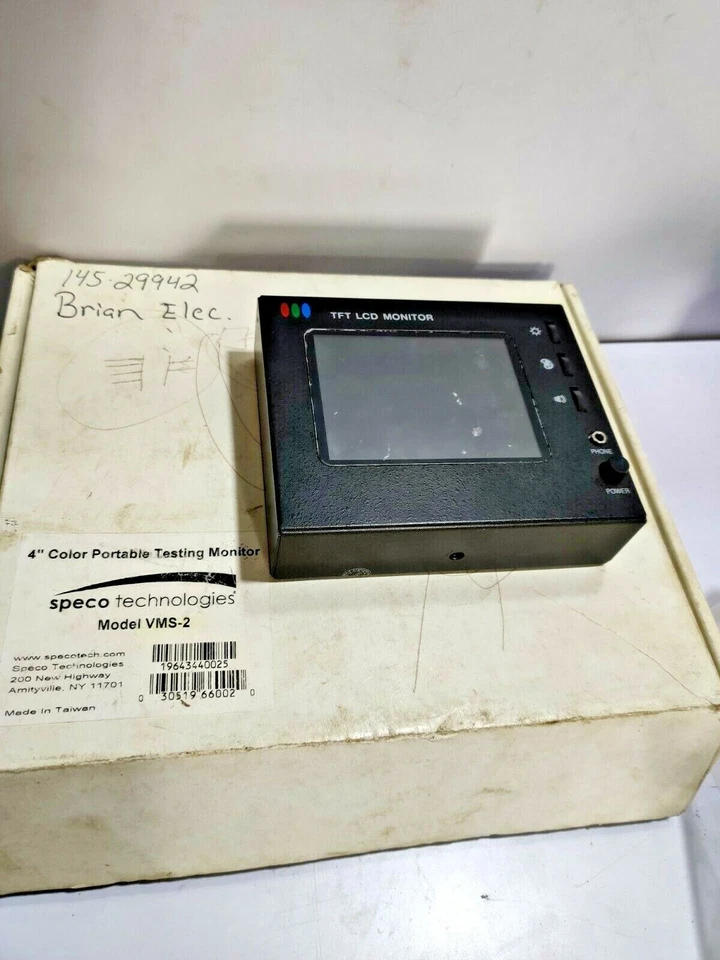 145-29942
Brian Elec.
TFT LCD MONITOR
PHONE
POWER
4" Color Portable Testing Monitor
speco technologies
Model VMS-2
www.specotech.com
Speco Technologies
200 New Highway
Amityville, NY 11701
Made In Taiwan
19643440025
0 30519 66002 0